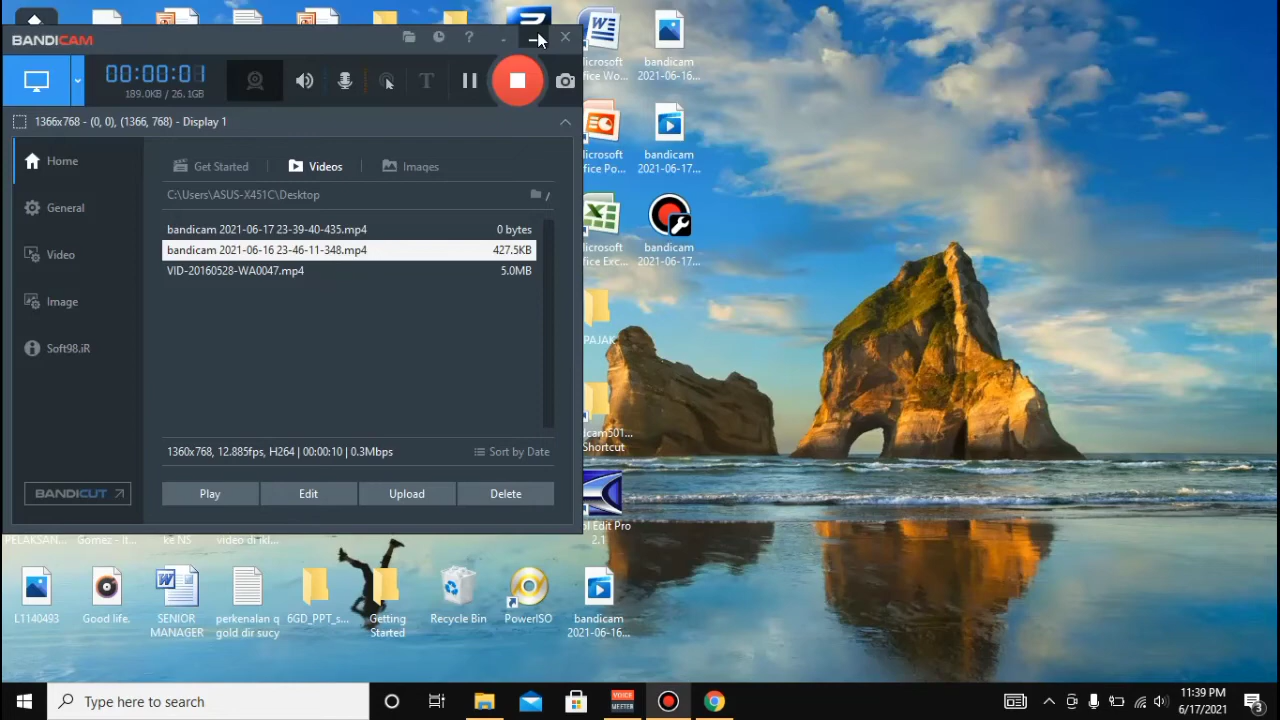 BANDICAM
00:00:01
189.0KB / 26.1GB
1366x768 - (0, 0), (1366, 768) - Display 1
Home
General
Video
Image
Soft98.iR
BANDICUT
Get Started
Videos
Images
C:\Users\ASUS-X451C\Desktop
bandicam 2021-06-17 23-39-40-435.mp4 0 bytes
bandicam 2021-06-16 23-46-11-348.mp4 427.5KB
VID-20160528-WA0047.mp4 5.0MB
1360x768, 12.885fps, H264 | 00:00:10 | 0.3Mbps
Sort by Date
Play
Edit
Upload
Delete
icrosoft
ffice Wo...
bandicam
2021-06-16...
icrosoft
ffice Po...
bandicam
2021-06-17...
icrosoft
ffice Exc...
bandicam
2021-06-17...
PAJAK
dicam501...
Shortcut
ol Edit Pro
2.1
PELAKSAN...
Gomez - It...
ke NS
video di ikl...
L1140493
Good life.
SENIOR
MANAGER
perkenalan q
gold dir sucy
6GD_PPT_s...
Getting
Started
Recycle Bin
PowerISO
bandicam
2021-06-16...
Type here to search
VOICE
MEETER
11:39 PM
6/17/2021
3